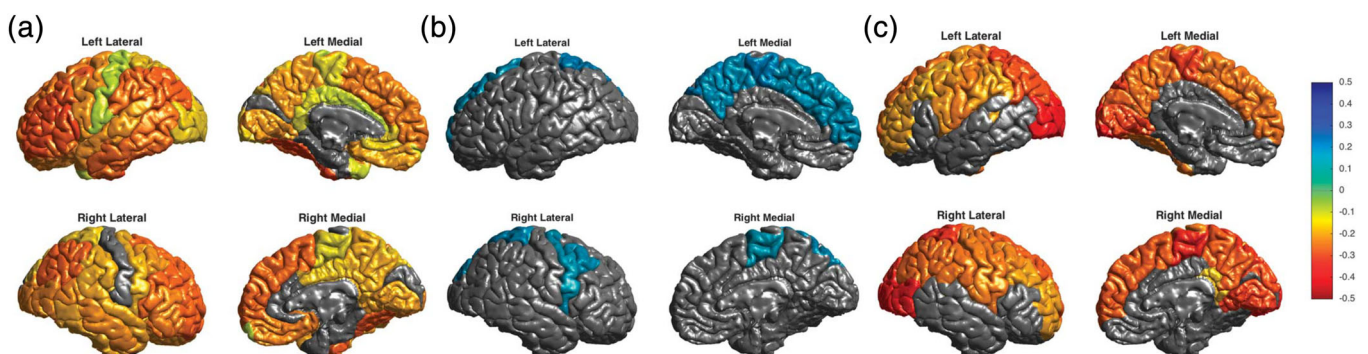 (a)
Left Lateral
Left Medial
Right Lateral
Right Medial
(b)
Left Lateral
Left Medial
Right Lateral
Right Medial
(c)
Left Lateral
Left Medial
Right Lateral
Right Medial
0.5
0.4
0.3
0.2
0.1
0
-0.1
-0.2
-0.3
-0.4
-0.5